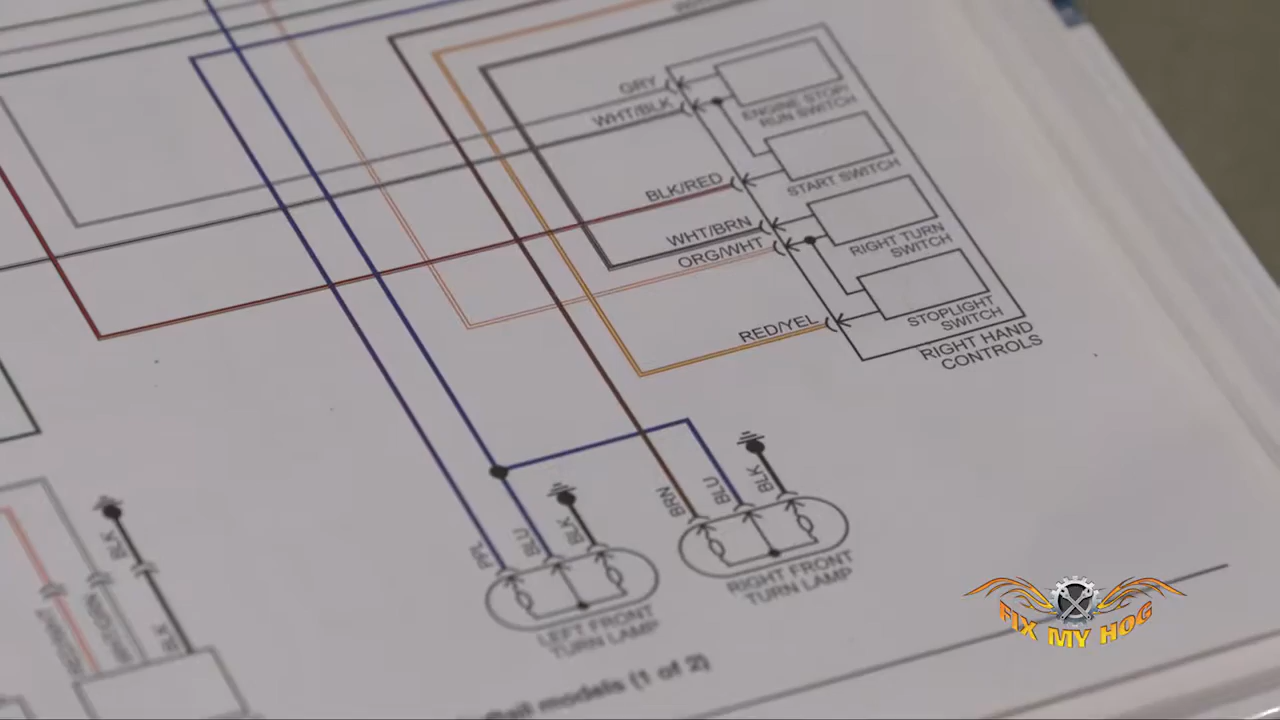 GRY
ENGINE STOP/
RUN SWITCH
WHT/BLK
START SWITCH
BLK/RED
WHT/BRN
RIGHT TURN
SWITCH
ORG/WHT
STOPLIGHT
SWITCH
RED/YEL
RIGHT HAND
CONTROLS
BRN
BLU
BLK
PPL
BLU
BLK
BLK
RIGHT FRONT
TURN LAMP
LEFT FRONT
TURN LAMP
BLK
models (1 of 2)
FIX MY HOG